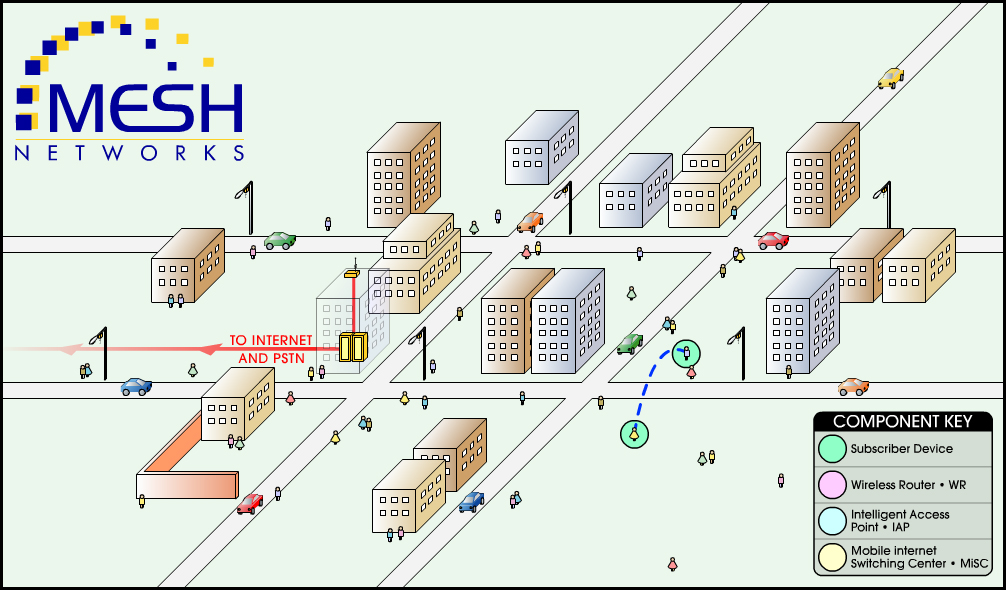 MESH
NETWORKS
TO INTERNET
AND PSTN
COMPONENT KEY
Subscriber Device
Wireless Router • WR
Intelligent Access
Point • IAP
Mobile internet
Switching Center • MiSC